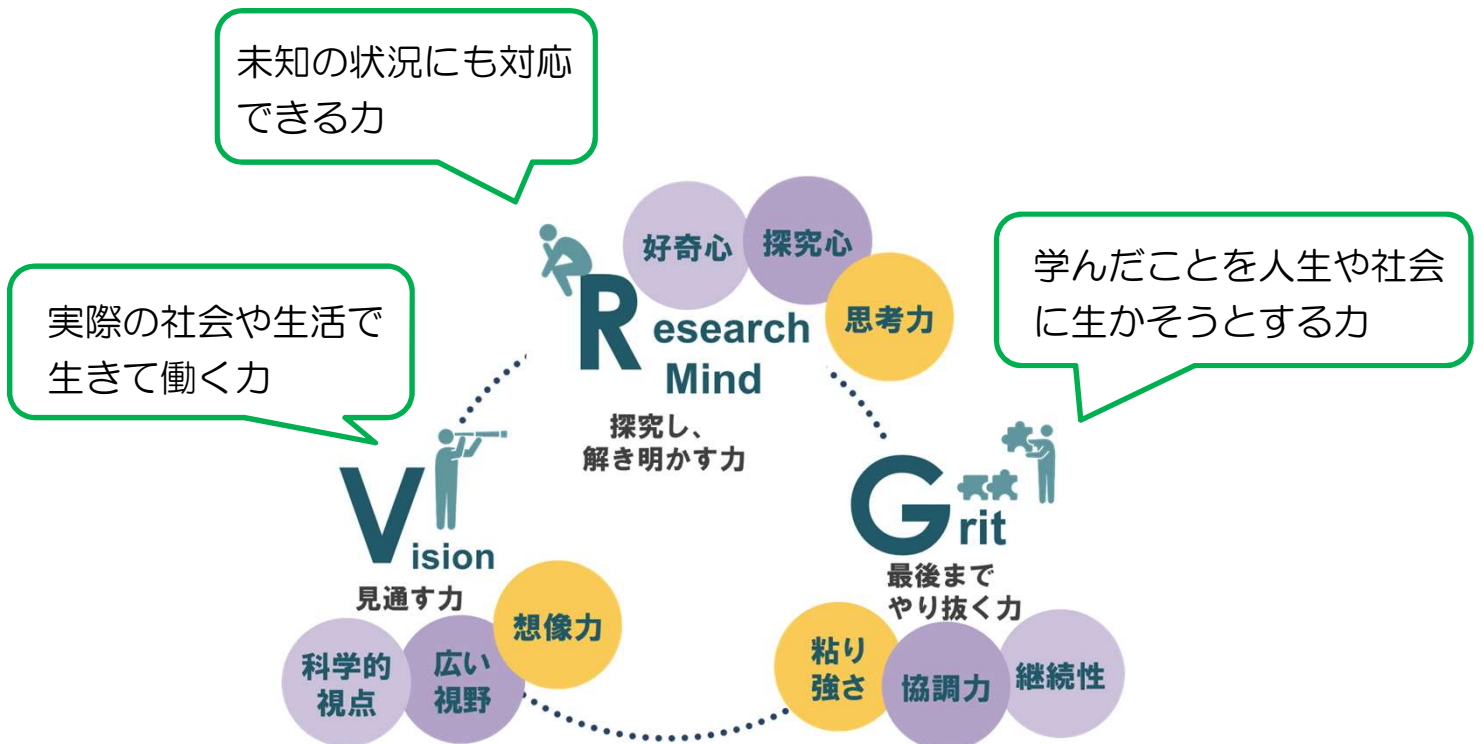 未知の状況にも対応
できる力
好奇心
探究心
思考力
Research
Mind
探究し、
解き明かす力
実際の社会や生活で
生きて働く力
Vision
見通す力
想像力
科学的
視点
広い
視野
学んだことを人生や社会
に生かそうとする力
Grit
最後まで
やり抜く力
粘り
強さ
協調力
継続性